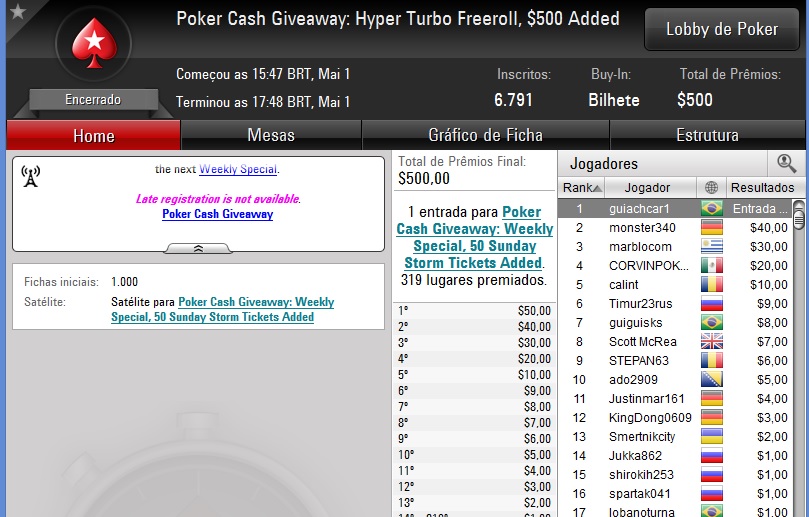 Poker Cash Giveaway: Hyper Turbo Freeroll, $500 Added
Lobby de Poker
Encerrado
Começou as 15:47 BRT, Mai 1
Terminou as 17:48 BRT, Mai 1
Inscritos:
6.791
Buy-In:
Bilhete
Total de Prêmios:
$500
Home
Mesas
Gráfico de Ficha
Estrutura
the next Weekly Special.
Late registration is not available.
Poker Cash Giveaway
Fichas iniciais: 1.000
Satélite: Satélite para Poker Cash Giveaway: Weekly
Special, 50 Sunday Storm Tickets Added
Total de Prêmios Final:
$500,00
1 entrada para Poker
Cash Giveaway: Weekly
Special, 50 Sunday
Storm Tickets Added.
319 lugares premiados.
1º $50,00
2º $40,00
3º $30,00
4º $20,00
5º $10,00
6º $9,00
7º $8,00
8º $7,00
9º $6,00
10º $5,00
11º $4,00
12º $3,00
13º $2,00
$1,00
Jogadores
Rank Jogador Resultados
1 guiachcar1 Entrada ...
2 monster340 $40,00
3 marblocom $30,00
4 CORVINPOK... $20,00
5 calint $10,00
6 Timur23rus $9,00
7 guiguisks $8,00
8 Scott McRea $7,00
9 STEPAN63 $6,00
10 ado2909 $5,00
11 Justinmar161 $4,00
12 KingDong0609 $3,00
13 Smertnikcity $2,00
14 Jukka862 $1,00
15 shirokih253 $1,00
16 spartak041 $1,00
17 lobanoturna $1,00